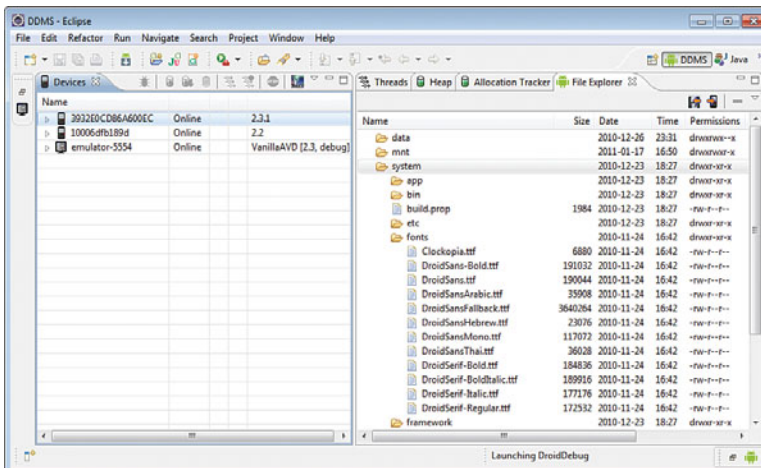 DDMS - Eclipse
File Edit Refactor Run Navigate Search Project Window Help
DDMS Java
Devices
Threads Heap Allocation Tracker File Explorer
Name
3932E0CDB6A600EC Online 2.3.1
10006dfb189d Online 2.2
emulator-5554 Online VanillaAVD [2.3, debug]
Name Size Date Time Permissions
data 2010-12-26 23:31 drwxrwx--x
mnt 2011-01-17 16:50 drwxrwxr-x
system 2010-12-23 18:27 drwxr-xr-x
app 2010-12-23 18:27 drwxr-xr-x
bin 2010-12-23 18:27 drwxr-xr-x
build.prop 1984 2010-12-23 18:27 -rw-r--r--
etc 2010-12-23 18:27 drwxr-xr-x
fonts 2010-11-24 16:42 drwxr-xr-x
Clockopia.ttf 6880 2010-11-24 16:42 -rw-r--r--
DroidSans-Bold.ttf 191032 2010-11-24 16:42 -rw-r--r--
DroidSans.ttf 190044 2010-11-24 16:42 -rw-r--r--
DroidSansArabic.ttf 35908 2010-11-24 16:42 -rw-r--r--
DroidSansFallback.ttf 3640264 2010-11-24 16:42 -rw-r--r--
DroidSansHebrew.ttf 23076 2010-11-24 16:42 -rw-r--r--
DroidSansMono.ttf 117072 2010-11-24 16:42 -rw-r--r--
DroidSansThai.ttf 36028 2010-11-24 16:42 -rw-r--r--
DroidSerif-Bold.ttf 184836 2010-11-24 16:42 -rw-r--r--
DroidSerif-BoldItalic.ttf 189916 2010-11-24 16:42 -rw-r--r--
DroidSerif-Italic.ttf 177176 2010-11-24 16:42 -rw-r--r--
DroidSerif-Regular.ttf 172532 2010-11-24 16:42 -rw-r--r--
framework 2010-12-23 18:27 drwxr-xr-x
Launching DroidDebug